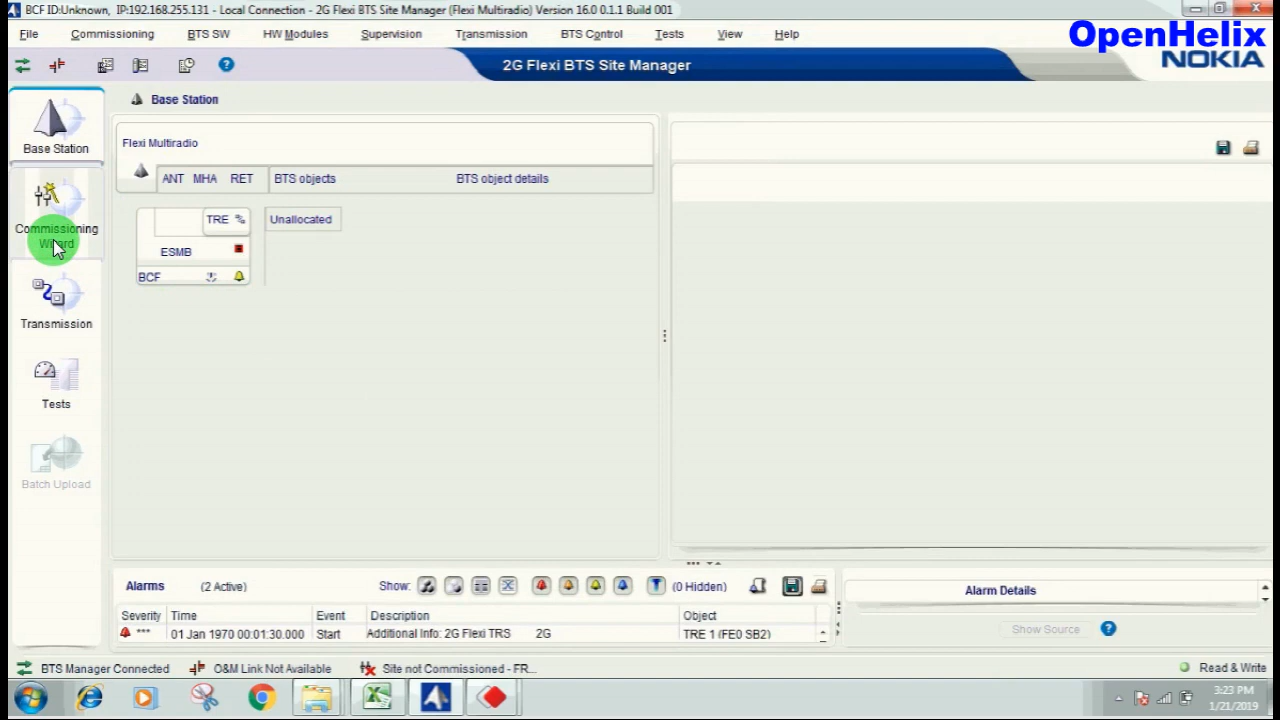 BCF ID:Unknown, IP:192.168.255.131 - Local Connection - 2G Flexi BTS Site Manager (Flexi Multiradio) Version 16.0 0.1.1 Build 001
File Commissioning BTS SW HW Modules Supervision Transmission BTS Control Tests View Help
OpenHelix
NOKIA
2G Flexi BTS Site Manager
Base Station
Base Station
Flexi Multiradio
ANT MHA RET BTS objects BTS object details
Commissioning
Wizard
TRE %
Unallocated
ESMB
BCF
Transmission
Tests
Batch Upload
Alarms (2 Active) Show: (0 Hidden)
Alarm Details
Severity Time Event Description Object
*** 01 Jan 1970 00:01:30.000 Start Additional Info: 2G Flexi TRS 2G TRE 1 (FE0 SB2)
Show Source
BTS Manager Connected O&M Link Not Available Site not Commissioned - FR... Read & Write
3:23 PM
1/21/2019